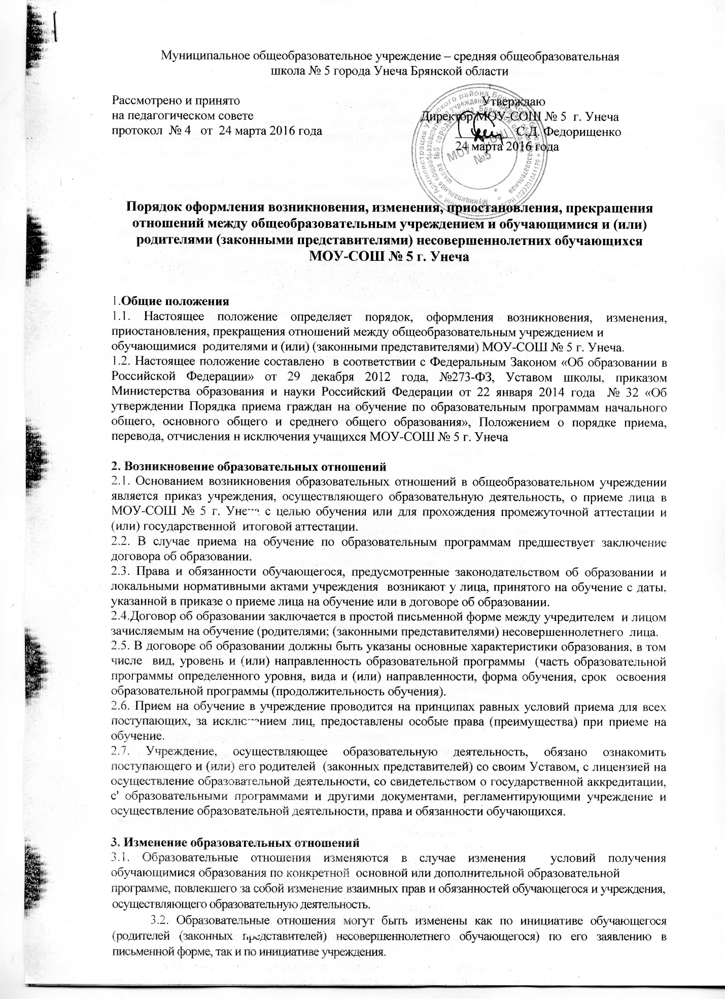 Муниципальное общеобразовательное учреждение – средняя общеобразовательная
школа № 5 города Унеча Брянской области
Рассмотрено и принято Утверждаю
на педагогическом совете Директор МОУ-СОШ № 5 г. Унеча
протокол № 4 от 24 марта 2016 года С.Д. Федорищенко
24 марта 2016 года
МОУ - СОШ
№5
Порядок оформления возникновения, изменения, приостановления, прекращения
отношений между общеобразовательным учреждением и обучающимися и (или)
родителями (законными представителями) несовершеннолетних обучающихся
МОУ-СОШ № 5 г. Унеча
1.Общие положения
1.1. Настоящее положение определяет порядок, оформления возникновения, изменения,
приостановления, прекращения отношений между общеобразовательным учреждением и
обучающимися родителями и (или) (законными представителями) МОУ-СОШ № 5 г. Унеча.
1.2. Настоящее положение составлено в соответствии с Федеральным Законом «Об образовании в
Российской Федерации» от 29 декабря 2012 года, №273-ФЗ, Уставом школы, приказом
Министерства образования и науки Российский Федерации от 22 января 2014 года № 32 «Об
утверждении Порядка приема граждан на обучение по образовательным программам начального
общего, основного общего и среднего общего образования», Положением о порядке приема,
перевода, отчисления н исключения учащихся МОУ-СОШ № 5 г. Унеча
2. Возникновение образовательных отношений
2.1. Основанием возникновения образовательных отношений в общеобразовательном учреждении
является приказ учреждения, осуществляющего образовательную деятельность, о приеме лица в
МОУ-СОШ № 5 г. Унеча с целью обучения или для прохождения промежуточной аттестации и
(или) государственной итоговой аттестации.
2.2. В случае приема на обучение по образовательным программам предшествует заключение
договора об образовании.
2.3. Права и обязанности обучающегося, предусмотренные законодательством об образовании и
локальными нормативными актами учреждения возникают у лица, принятого на обучение с даты,
указанной в приказе о приеме лица на обучение или в договоре об образовании.
2.4.Договор об образовании заключается в простой письменной форме между учредителем и лицом
зачисляемым на обучение (родителями; (законными представителями) несовершеннолетнего лица.
2.5. В договоре об образовании должны быть указаны основные характеристики образования, в том
числе вид, уровень и (или) направленность образовательной программы (часть образовательной
программы определенного уровня, вида и (или) направленности, форма обучения, срок освоения
образовательной программы (продолжительность обучения).
2.6. Прием на обучение в учреждение проводится на принципах равных условий приема для всех
поступающих, за исключением лиц, предоставлены особые права (преимущества) при приеме на
обучение.
2.7. Учреждение, осуществляющее образовательную деятельность, обязано ознакомить
поступающего и (или) его родителей (законных представителей) со своим Уставом, с лицензией на
осуществление образовательной деятельности, со свидетельством о государственной аккредитации,
с' образовательными программами и другими документами, регламентирующими учреждение и
осуществление образовательной деятельности, права и обязанности обучающихся.
3. Изменение образовательных отношений
3.1. Образовательные отношения изменяются в случае изменения условий получения
обучающимися образования по конкретной основной или дополнительной образовательной
программе, повлекшего за собой изменение взаимных прав и обязанностей обучающегося и учреждения,
осуществляющего образовательную деятельность.
3.2. Образовательные отношения могут быть изменены как по инициативе обучающегося
(родителей (законных представителей) несовершеннолетнего обучающегося) по его заявлению в
письменной форме, так и по инициативе учреждения.